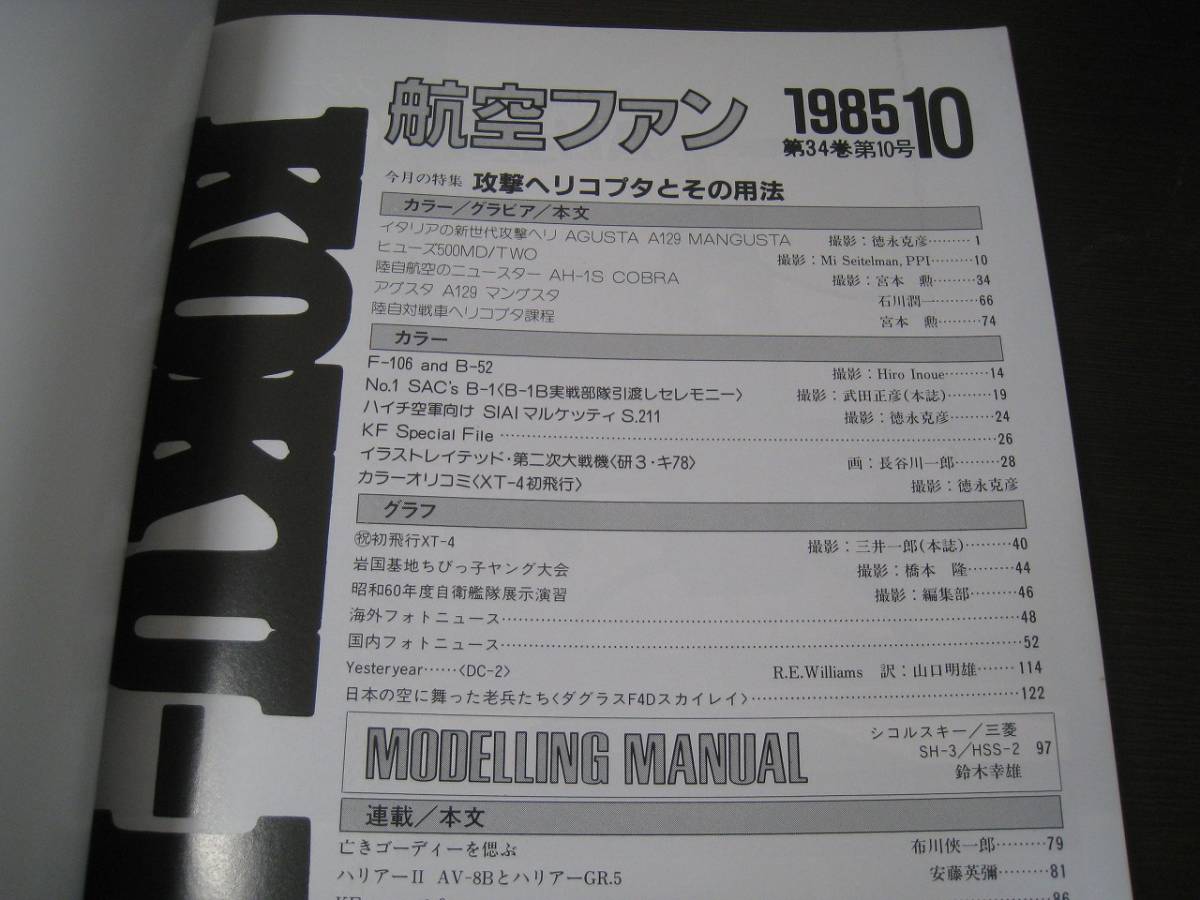 航空ファン 1985 10
第34巻第10号
今月の特集 攻撃ヘリコプタとその用法
カラー/グラビア/本文
イタリアの新世代攻撃ヘリ AGUSTA A129 MANGUSTA 撮影:徳永克彦………1
ヒューズ500MD/TWO 撮影:Mi Seitelman, PPI………10
陸自航空のニュースター AH-1S COBRA 撮影:宮本 勲………34
アグスタ A129 マングスタ 石川潤一………66
陸自対戦車ヘリコプタ課程 宮本 勲………74
カラー
F-106 and B-52 撮影:Hiro Inoue………14
No.1 SAC's B-1〈B-1B実戦部隊引渡しセレモニー〉 撮影:武田正彦(本誌)………19
ハイチ空軍向け SIAIマルケッティ S.211 撮影:徳永克彦………24
KF Special File………26
イラストレイテッド・第二次大戦機〈研3・キ78〉 画:長谷川一郎………28
カラーオリコミ〈XT-4初飛行〉 撮影:徳永克彦
グラフ
㊗初飛行XT-4 撮影:三井一郎(本誌)………40
岩国基地ちびっ子ヤング大会 撮影:橋本 隆………44
昭和60年度自衛艦隊展示演習 撮影:編集部………46
海外フォトニュース………48
国内フォトニュース………52
Yesteryear……〈DC-2〉 R.E.Williams 訳:山口明雄……114
日本の空に舞った老兵たち〈ダグラスF4Dスカイレイ〉………122
MODELLING MANUAL
シコルスキー/三菱
SH-3/HSS-2 97
鈴木幸雄
連載/本文
亡きゴーディーを偲ぶ 布川俠一郎………79
ハリアーII AV-8BとハリアーGR.5 安藤英彌………81